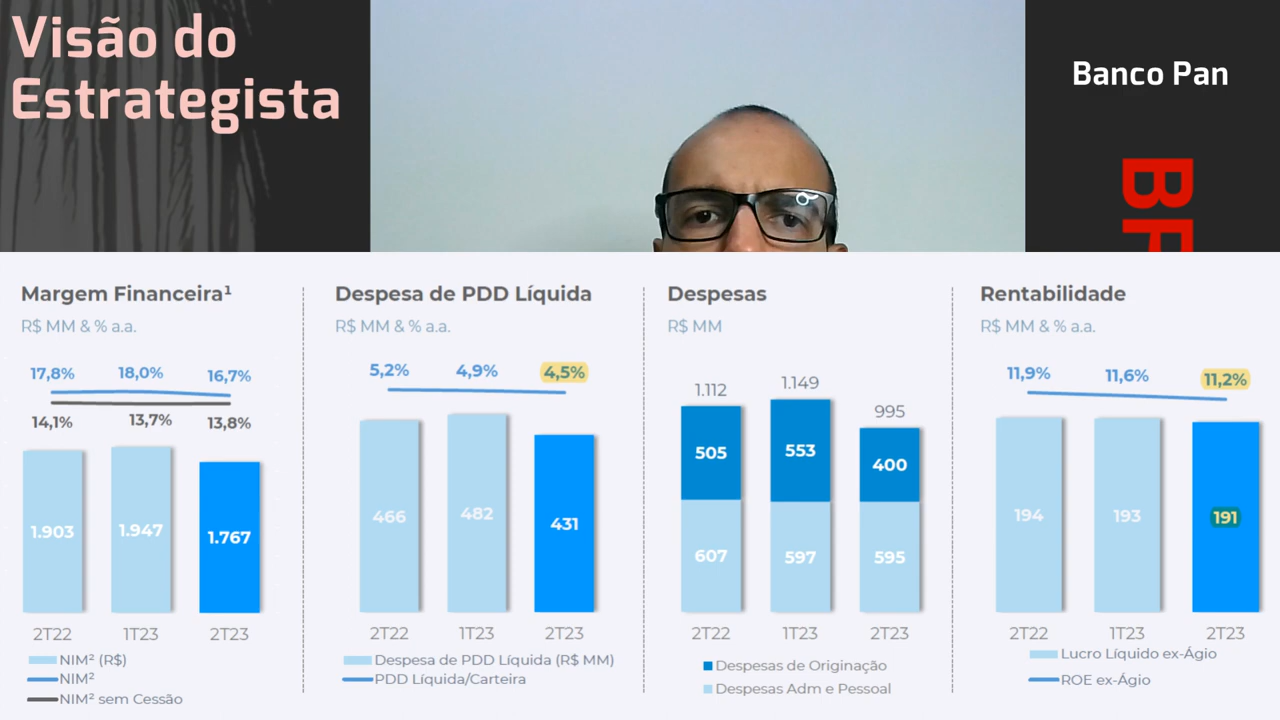 Visão do
Estrategista
Banco Pan
Margem Financeira¹
R$ MM & % a.a.
17,8%
18,0%
16,7%
14,1%
13,7%
13,8%
1.903
1.947
1.767
2T22
1T23
2T23
NIM² (R$)
NIM²
NIM² sem Cessão
Despesa de PDD Líquida
R$ MM & % a.a.
5,2%
4,9%
4,5%
466
482
431
2T22
1T23
2T23
Despesa de PDD Líquida (R$ MM)
PDD Líquida/Carteira
Despesas
R$ MM
1.112
1.149
995
505
553
400
607
597
595
2T22
1T23
2T23
Despesas de Originação
Despesas Adm e Pessoal
Rentabilidade
R$ MM & % a.a.
11,9%
11,6%
11,2%
194
193
191
2T22
1T23
2T23
Lucro Líquido ex-Ágio
ROE ex-Ágio